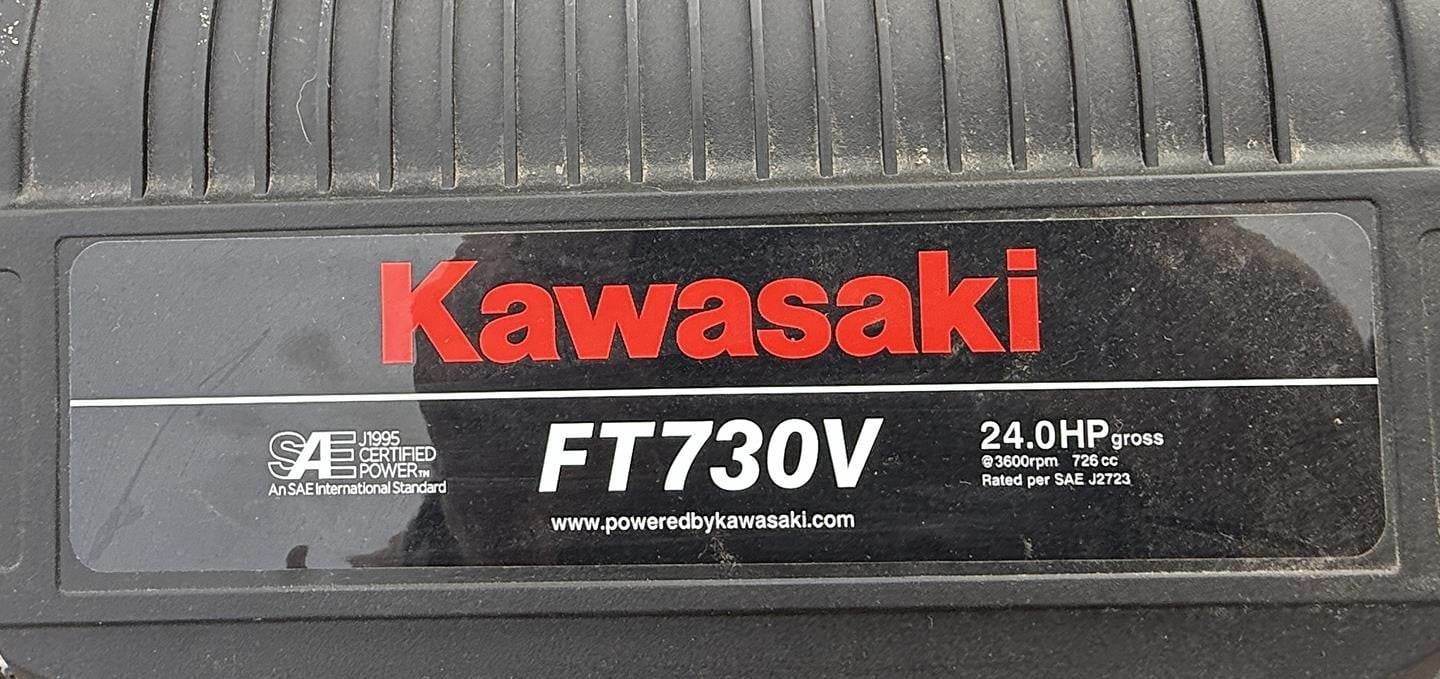 Kawasaki
SAE J1995
CERTIFIED
POWER™
An SAE International Standard
FT730V
www.poweredbykawasaki.com
24.0HP gross
@3600rpm 726 cc
Rated per SAE J2723